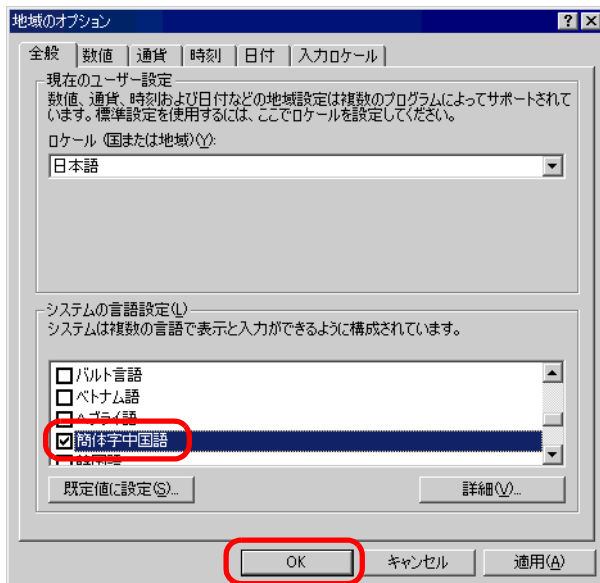 地域のオプション
全般 数値 通貨 時刻 日付 入力ロケール
現在のユーザー設定
数値、通貨、時刻および日付などの地域設定は複数のプログラムによってサポートされて
います。標準設定を使用するには、ここでロケールを設定してください。
ロケール (国または地域)(Y):
日本語
システムの言語設定(L)
システムは複数の言語で表示と入力ができるように構成されています。
バルト言語
ベトナム語
ヘブライ語
簡体字中国語
韓国語
既定値に設定(S)... 詳細(V)...
OK キャンセル 適用(A)